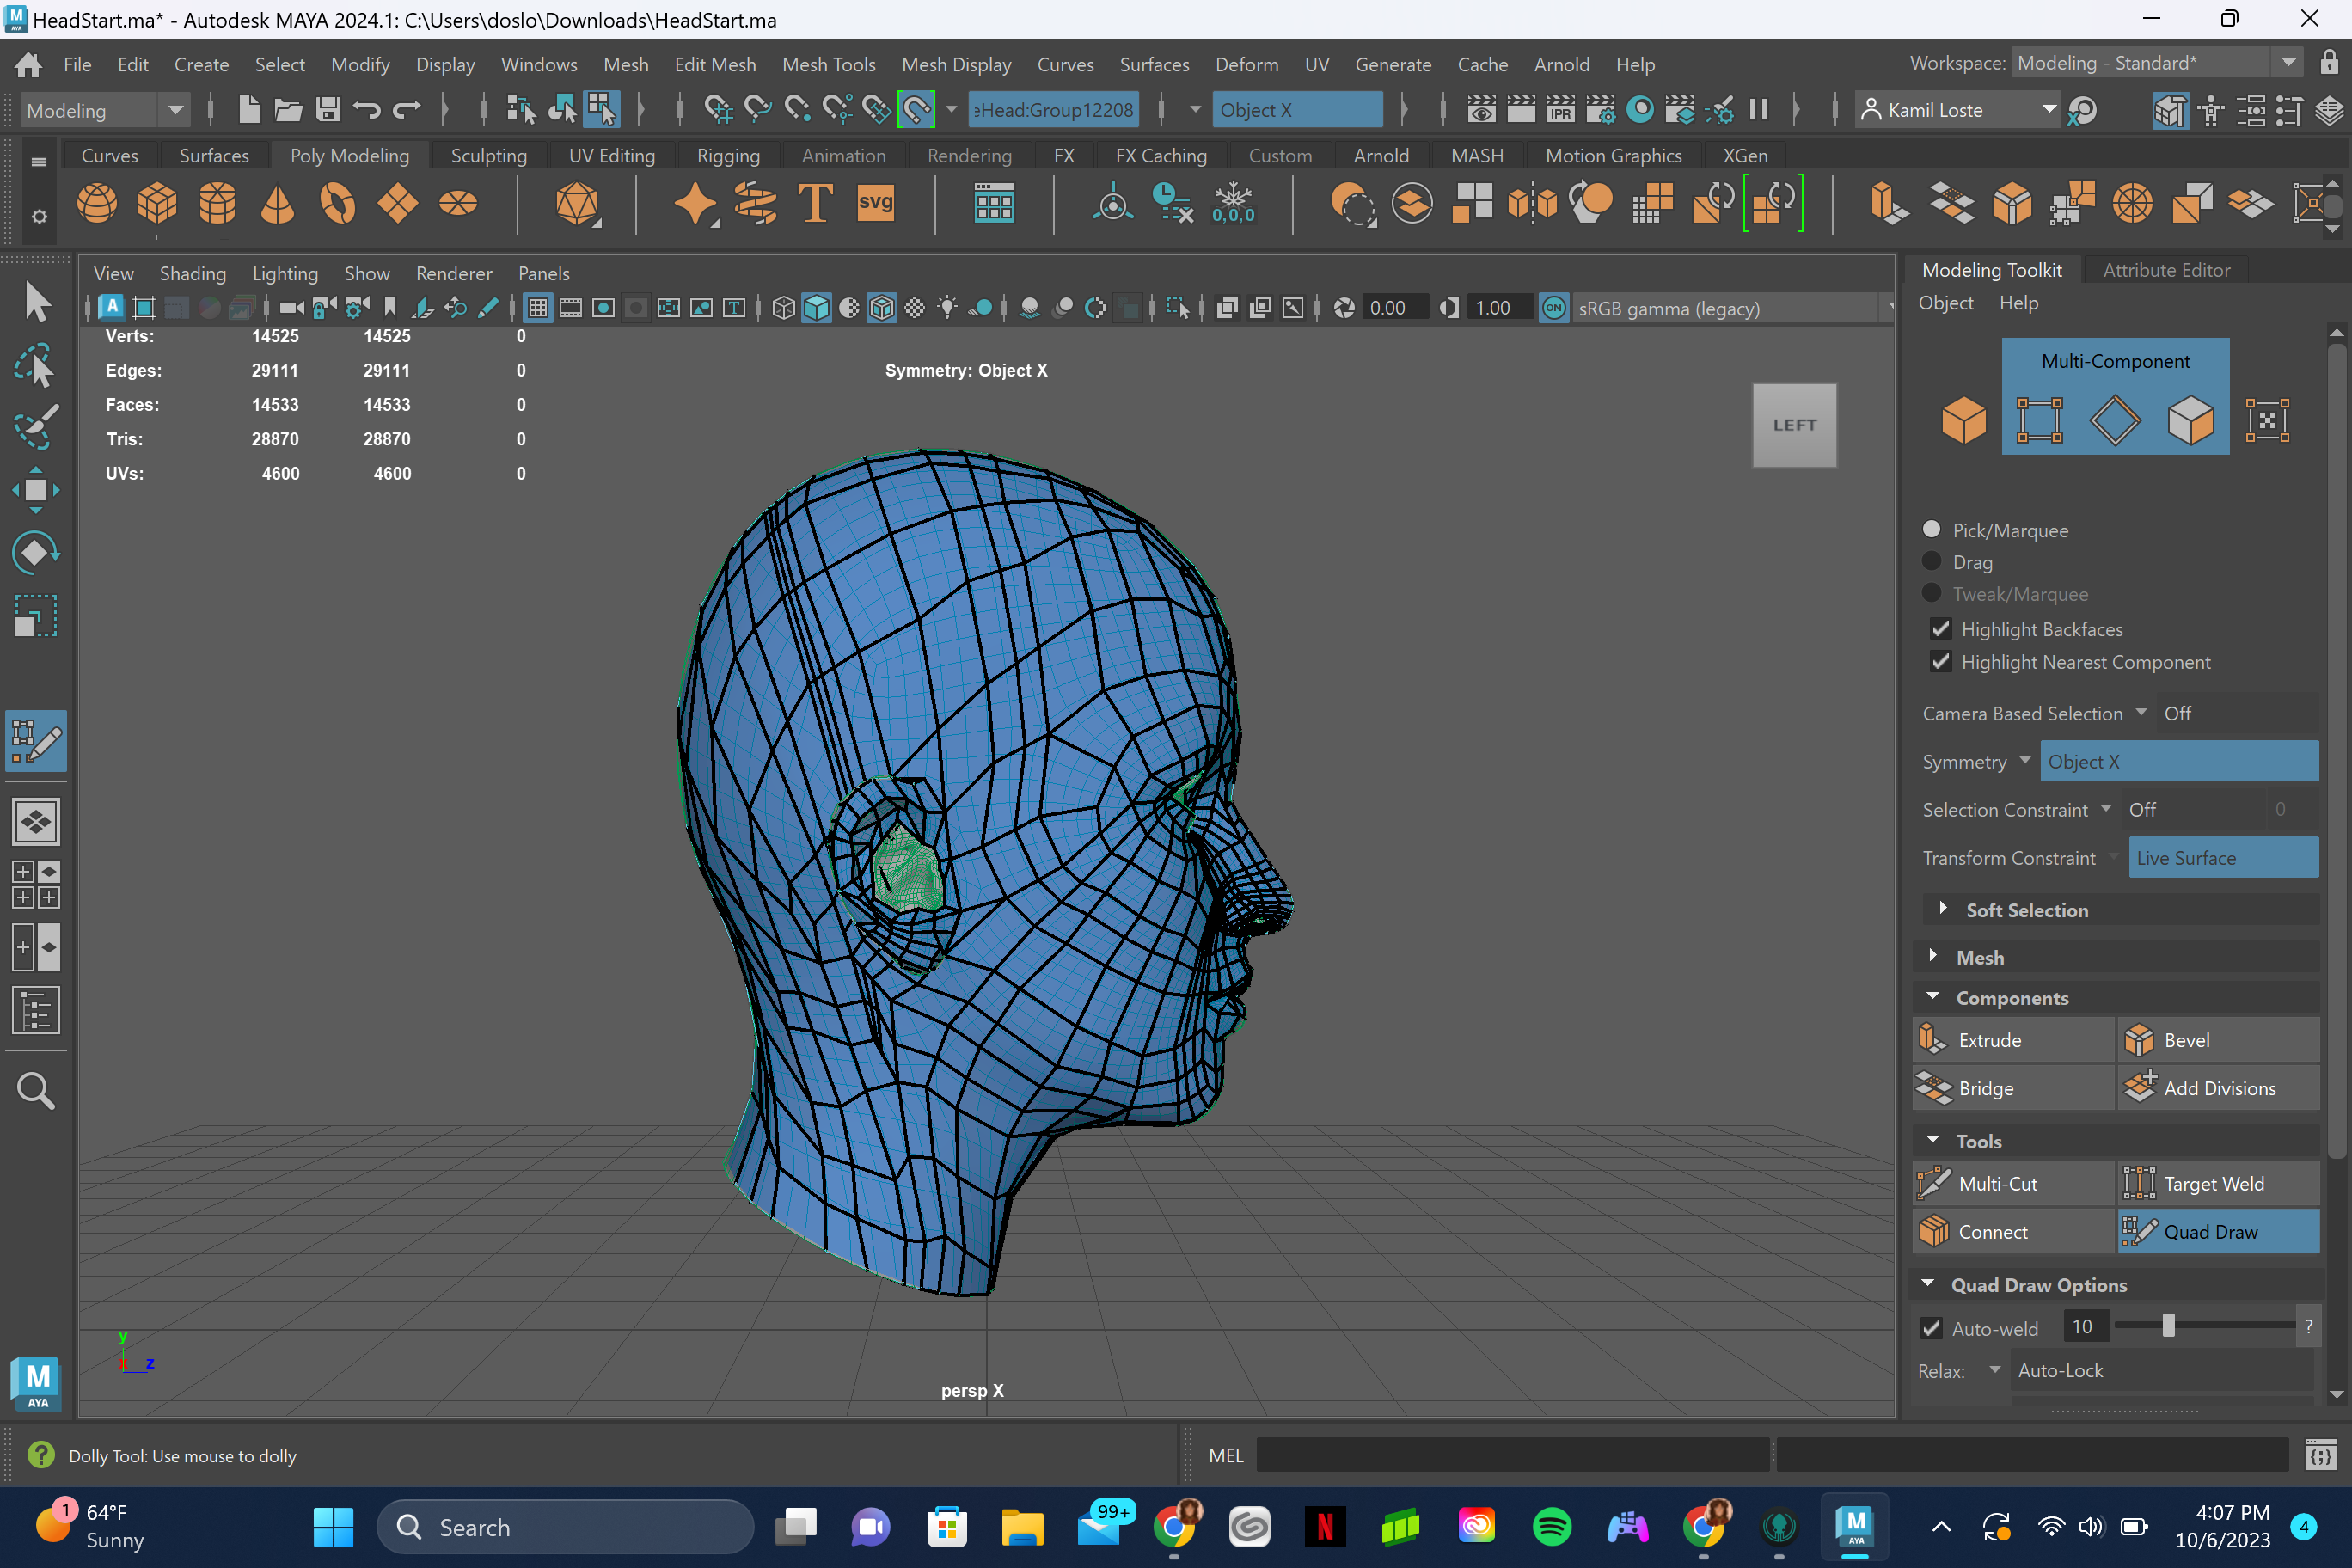 HeadStart.ma* - Autodesk MAYA 2024.1: C:\Users\doslo\Downloads\HeadStart.ma
File Edit Create Select Modify Display Windows Mesh Edit Mesh Mesh Tools Mesh Display Curves Surfaces Deform UV Generate Cache Arnold Help Workspace: Modeling - Standard*
Modeling eHead:Group12208 Object X IPR Kamil Loste
Curves Surfaces Poly Modeling Sculpting UV Editing Rigging Animation Rendering FX FX Caching Custom Arnold MASH Motion Graphics XGen
T svg 0,0,0
View Shading Lighting Show Renderer Panels
A T 0.00 1.00 ON sRGB gamma (legacy)
Verts: 14525 14525 0
Edges: 29111 29111 0
Faces: 14533 14533 0
Tris: 28870 28870 0
UVs: 4600 4600 0
Symmetry: Object X
LEFT
y
x z
persp X
Modeling Toolkit Attribute Editor
Object Help
Multi-Component
Pick/Marquee
Drag
Tweak/Marquee
Highlight Backfaces
Highlight Nearest Component
Camera Based Selection Off
Symmetry Object X
Selection Constraint Off 0
Transform Constraint Live Surface
Soft Selection
Mesh
Components
Extrude Bevel
Bridge Add Divisions
Tools
Multi-Cut Target Weld
Connect Quad Draw
Quad Draw Options
Auto-weld 10 ?
Relax: Auto-Lock
M
AYA
? Dolly Tool: Use mouse to dolly
MEL
1 64°F
Sunny
Search
99+
N
M
AYA
4:07 PM
10/6/2023
4